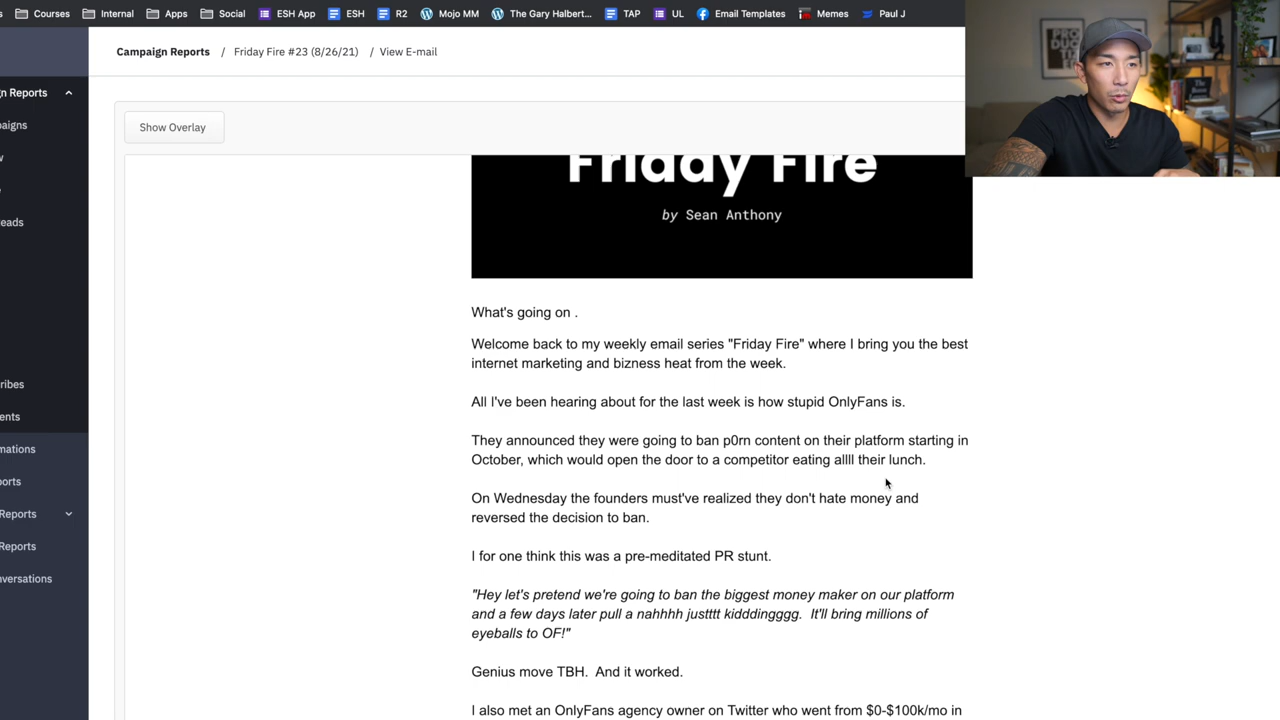 Courses Internal Apps Social ESH App ESH R2 Mojo MM The Gary Halbert... TAP UL Email Templates Memes Paul J
Campaign Reports / Friday Fire #23 (8/26/21) / View E-mail
gn Reports
aigns
w
eads
ribes
ents
mations
orts
Reports
Reports
nversations
Show Overlay
Friday Fire
by Sean Anthony
What's going on .
Welcome back to my weekly email series "Friday Fire" where I bring you the best
internet marketing and bizness heat from the week.
All I've been hearing about for the last week is how stupid OnlyFans is.
They announced they were going to ban p0rn content on their platform starting in
October, which would open the door to a competitor eating allll their lunch.
On Wednesday the founders must've realized they don't hate money and
reversed the decision to ban.
I for one think this was a pre-meditated PR stunt.
"Hey let's pretend we're going to ban the biggest money maker on our platform
and a few days later pull a nahhhh justttt kidddingggg. It'll bring millions of
eyeballs to OF!"
Genius move TBH. And it worked.
I also met an OnlyFans agency owner on Twitter who went from $0-$100k/mo in